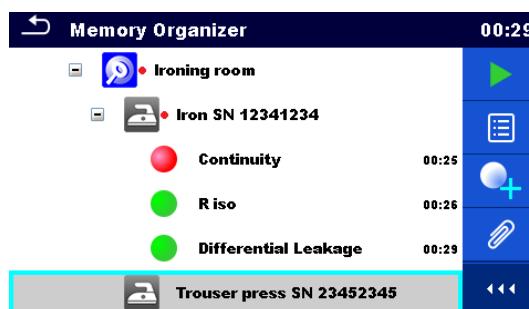 Memory Organizer 00:29
Ironing room
Iron SN 12341234
Continuity 00:25
R iso 00:26
Differential Leakage 00:29
Trouser press SN 23452345